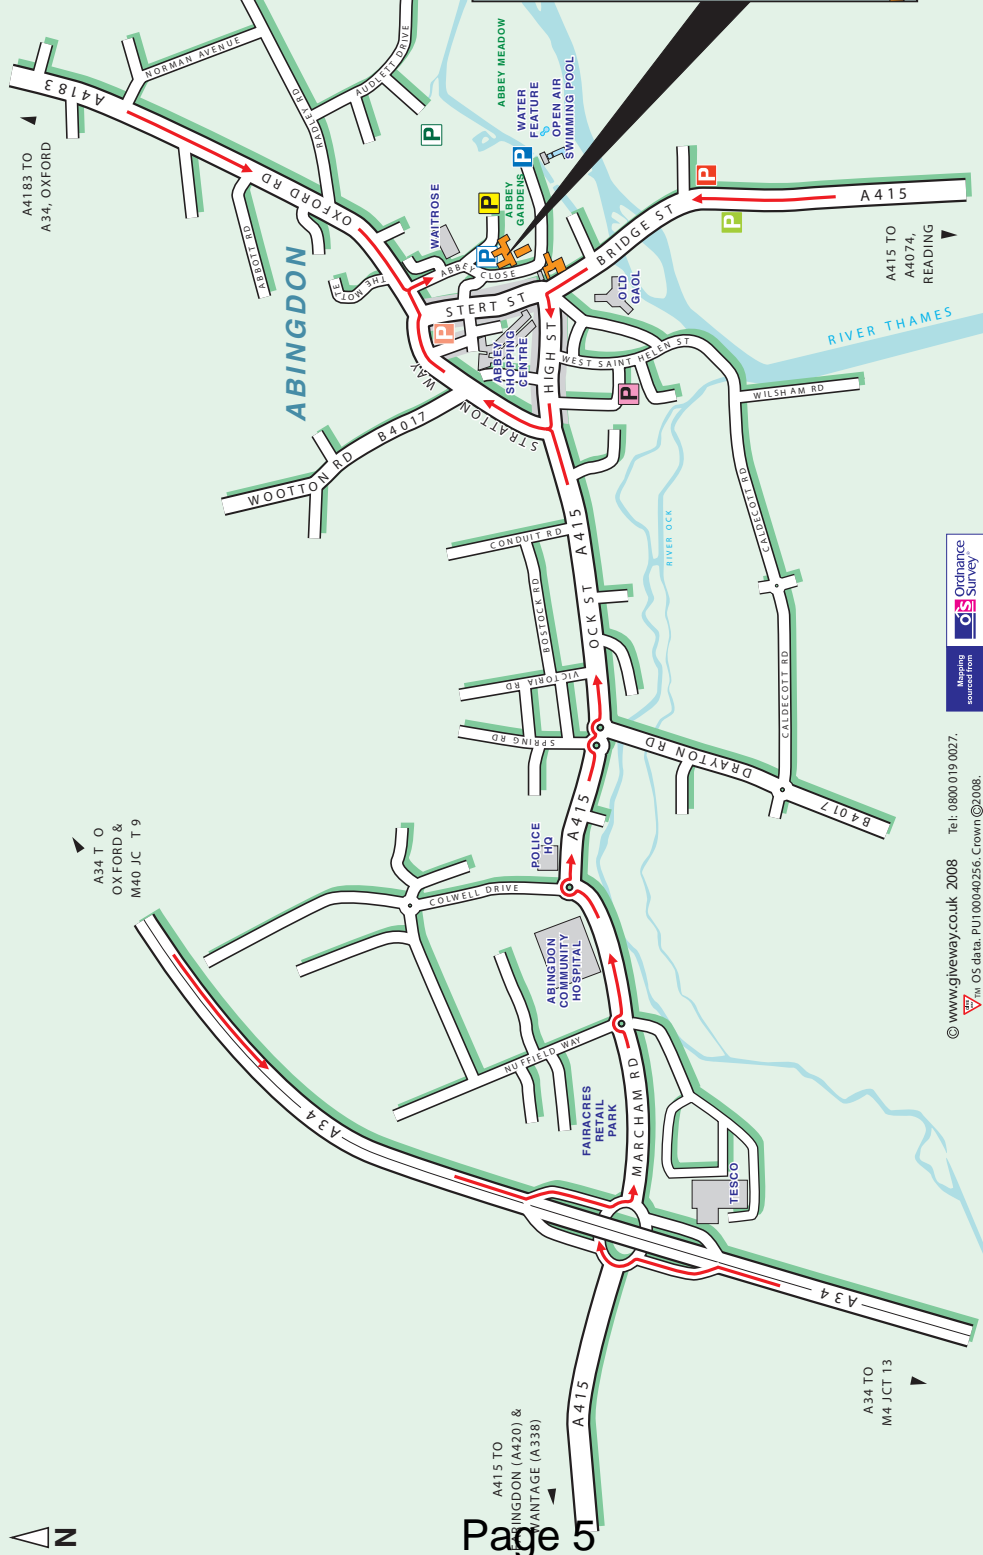 N
A34 T O
OXFORD &
M40 JC T 9
A4183 TO
A34, OXFORD
A4183
NORMAN AVENUE
RADLEY RD
AUDLETT DRIVE
ABBOTT RD
OXFORD RD
ABINGDON
THE MOTTE
WAITROSE
P
P
P
P
ABBEY MEADOW
WATER
FEATURE
OPEN AIR
SWIMMING POOL
ABBEY
GARDENS
ABBEY CLOSE
STERT ST
P
ABBEY
SHOPPING
CENTRE
BRIDGE ST
P
P
A415
A415 TO
A4074,
READING
OLD
GAOL
HIGH ST
WEST SAINT HELEN ST
P
RIVER THAMES
WILSHAM RD
STRATTON WAY
WOOTTON RD
B4017
CONDUIT RD
A415
BOSTOCK RD
OCK ST
VICTORIA RD
SPRING RD
RIVER OCK
CALDECOTT RD
CALDECOTT RD
DRAYTON RD
B4017
A415
POLICE
HQ
COLWELL DRIVE
ABINGDON
COMMUNITY
HOSPITAL
NUFFIELD WAY
FAIRACRES
RETAIL
PARK
MARCHAM RD
TESCO
A34
A34
A415
A415 TO
FARINGDON (A420) &
WANTAGE (A338)
A34 TO
M4 JCT 13
© www.giveway.co.uk 2008 Tel: 0800 019 0027.
TM OS data. PU100040256. Crown ©2008.
Mapping
sourced from
OS Ordnance
Survey®
Page 5